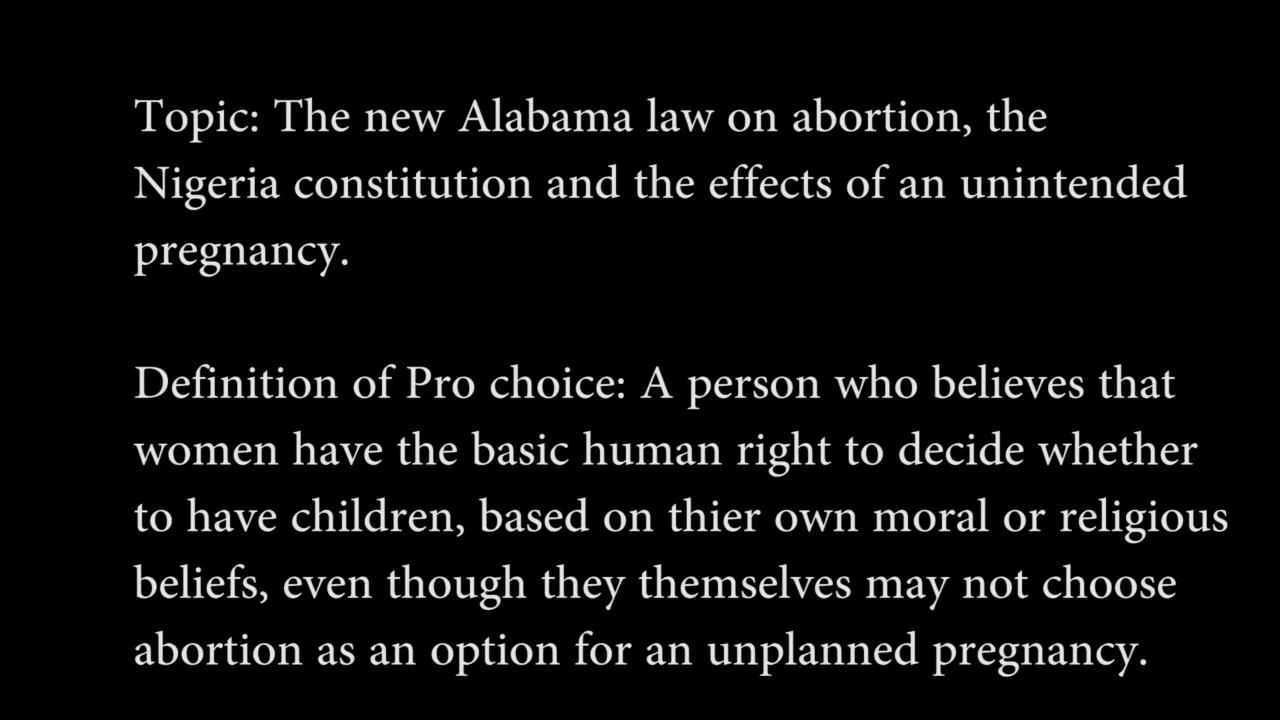 Topic: The new Alabama law on abortion, the
Nigeria constitution and the effects of an unintended
pregnancy.
Definition of Pro choice: A person who believes that
women have the basic human right to decide whether
to have children, based on thier own moral or religious
beliefs, even though they themselves may not choose
abortion as an option for an unplanned pregnancy.